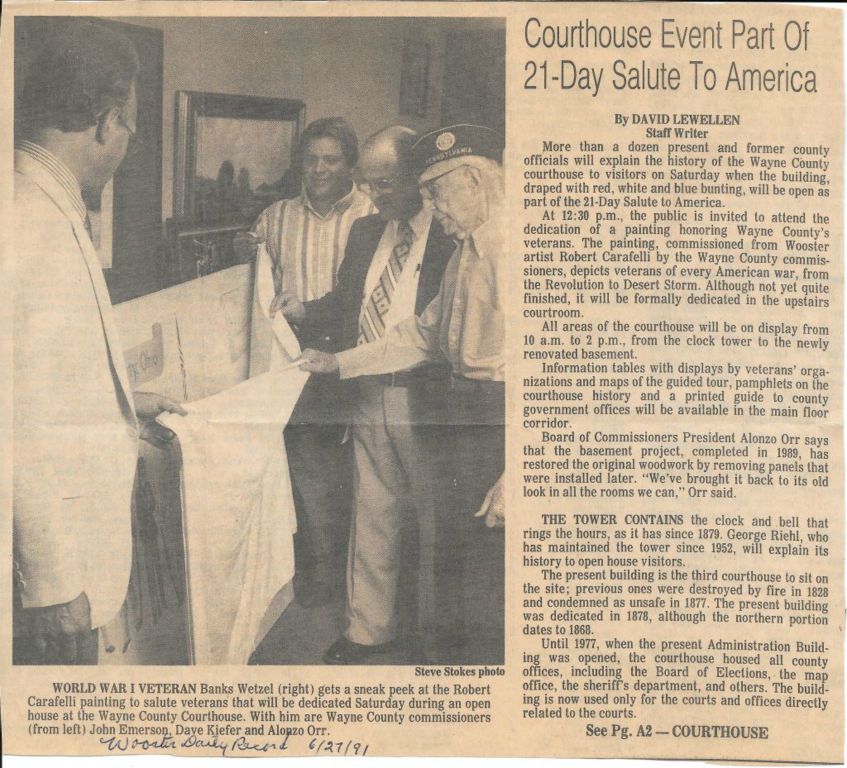 Courthouse Event Part Of
21-Day Salute To America
By DAVID LEWELLEN
Staff Writer
More than a dozen present and former county
officials will explain the history of the Wayne County
courthouse to visitors on Saturday when the building,
draped with red, white and blue bunting, will be open as
part of the 21-Day Salute to America.
At 12:30 p.m., the public is invited to attend the
dedication of a painting honoring Wayne County's
veterans. The painting, commissioned from Wooster
artist Robert Carafelli by the Wayne County commis-
sioners, depicts veterans of every American war, from
the Revolution to Desert Storm. Although not yet quite
finished, it will be formally dedicated in the upstairs
courtroom.
All areas of the courthouse will be on display from
10 a.m. to 2 p.m., from the clock tower to the newly
renovated basement.
Information tables with displays by veterans' orga-
nizations and maps of the guided tour, pamphlets on the
courthouse history and a printed guide to county
government offices will be available in the main floor
corridor.
Board of Commissioners President Alonzo Orr says
that the basement project, completed in 1989, has
restored the original woodwork by removing panels that
were installed later. "We've brought it back to its old
look in all the rooms we can," Orr said.
THE TOWER CONTAINS the clock and bell that
rings the hours, as it has since 1879. George Riehl, who
has maintained the tower since 1952, will explain its
history to open house visitors.
The present building is the third courthouse to sit on
the site; previous ones were destroyed by fire in 1828
and condemned as unsafe in 1877. The present building
was dedicated in 1878, although the northern portion
dates to 1868.
Until 1977, when the present Administration Build-
ing was opened, the courthouse housed all county
offices, including the Board of Elections, the map
office, the sheriff's department, and others. The build-
ing is now used only for the courts and offices directly
related to the courts.
See Pg. A2 — COURTHOUSE
PENNSYLVANIA
ty, Ohio
Steve Stokes photo
WORLD WAR I VETERAN Banks Wetzel (right) gets a sneak peek at the Robert
Carafelli painting to salute veterans that will be dedicated Saturday during an open
house at the Wayne County Courthouse. With him are Wayne County commissioners
(from left) John Emerson, Dave Kiefer and Alonzo Orr.
Wooster Daily Record 6/27/91